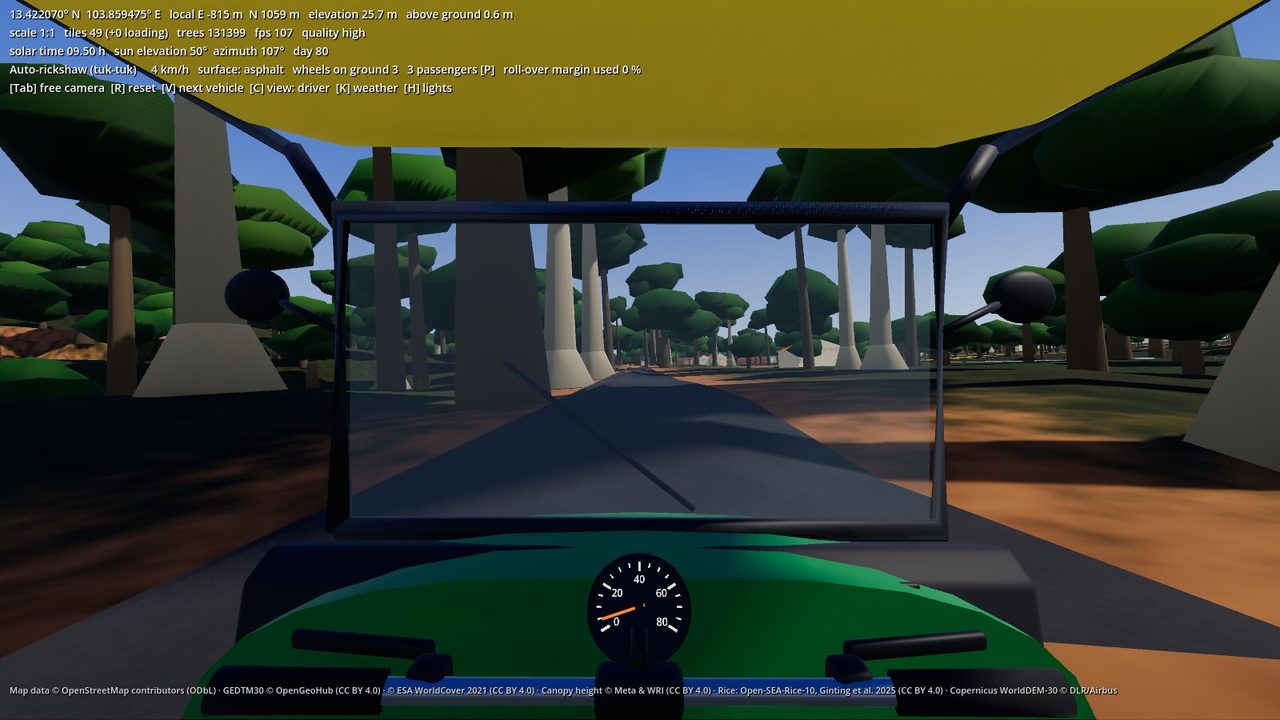 13.422070° N  103.859475° E   local E -815 m  N 1059 m   elevation 25.7 m   above ground 0.6 m
scale 1:1   tiles 49 (+0 loading)   trees 131399   fps 107   quality high
solar time 09.50 h   sun elevation 50°  azimuth 107°   day 80
Auto-rickshaw (tuk-tuk)    4 km/h   surface: asphalt   wheels on ground 3   3 passengers [P]   roll-over margin used 0 %
[Tab] free camera  [R] reset  [V] next vehicle  [C] view: driver  [K] weather  [H] lights
0 20 40 60 80
Map data © OpenStreetMap contributors (ODbL) · GEDTM30 © OpenGeoHub (CC BY 4.0) · © ESA WorldCover 2021 (CC BY 4.0) · Canopy height © Meta & WRI (CC BY 4.0) · Rice: Open-SEA-Rice-10, Ginting et al. 2025 (CC BY 4.0) · Copernicus WorldDEM-30 © DLR/Airbus